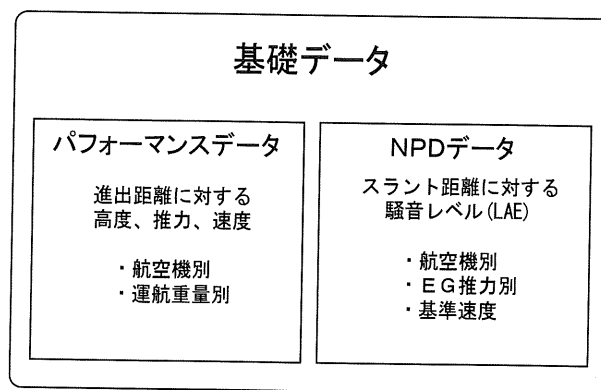 基礎データ
パフォーマンスデータ
進出距離に対する
高度、推力、速度
・航空機別
・運航重量別
NPDデータ
スラント距離に対する
騒音レベル(LAE)
・航空機別
・ＥＧ推力別
・基準速度